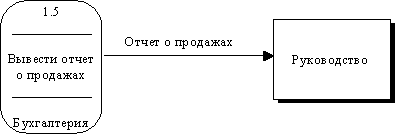 1.5
Вывести отчет
о продажах
Бухгалтерия
Отчет о продажах
Руководство